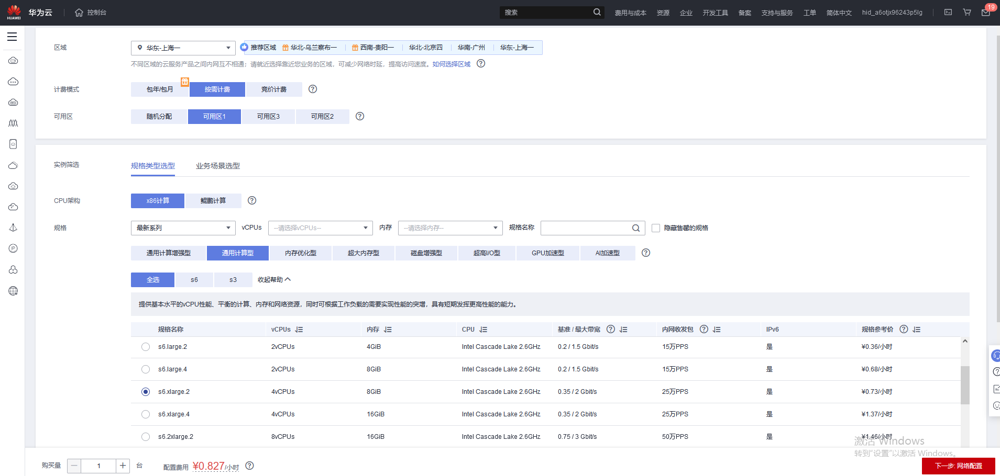 HUAWEI
华为云
控制台
搜索
费用与成本 资源 企业 开发工具 备案 支持与服务 工单 简体中文 hid_a6otjx96243p5lg
19
区域
华东-上海一
推荐区域 华北-乌兰察布一 西南-贵阳一 华北-北京四 华南-广州 华东-上海一
不同区域的云服务产品之间内网互不相通；请就近选择靠近您业务的区域，可减少网络时延，提高访问速度。如何选择区域
计费模式
包年/包月 按需计费 竞价计费
可用区
随机分配 可用区1 可用区3 可用区2
实例筛选
规格类型选型 业务场景选型
CPU架构
x86计算 鲲鹏计算
规格
最新系列 vCPUs --请选择vCPUs-- 内存 --请选择内存-- 规格名称 隐藏售罄的规格
通用计算增强型 通用计算型 内存优化型 超大内存型 磁盘增强型 超高I/O型 GPU加速型 AI加速型
全选 s6 s3 收起帮助
提供基本水平的vCPU性能、平衡的计算、内存和网络资源，同时可根据工作负载的需要实现性能的突增，具有短期发挥更高性能的能力。
规格名称 vCPUs 内存 CPU 基准 / 最大带宽 内网收发包 IPv6 规格参考价
s6.large.2 2vCPUs 4GiB Intel Cascade Lake 2.6GHz 0.2 / 1.5 Gbit/s 15万PPS 是 ¥0.36/小时
s6.large.4 2vCPUs 8GiB Intel Cascade Lake 2.6GHz 0.2 / 1.5 Gbit/s 15万PPS 是 ¥0.68/小时
s6.xlarge.2 4vCPUs 8GiB Intel Cascade Lake 2.6GHz 0.35 / 2 Gbit/s 25万PPS 是 ¥0.73/小时
s6.xlarge.4 4vCPUs 16GiB Intel Cascade Lake 2.6GHz 0.35 / 2 Gbit/s 25万PPS 是 ¥1.37/小时
s6.2xlarge.2 8vCPUs 16GiB Intel Cascade Lake 2.6GHz 0.75 / 3 Gbit/s 50万PPS 是 ¥1.46/小时
激活 Windows
转到"设置"以激活 Windows。
购买量 1 台 配置费用 ¥0.827/小时
下一步: 网络配置